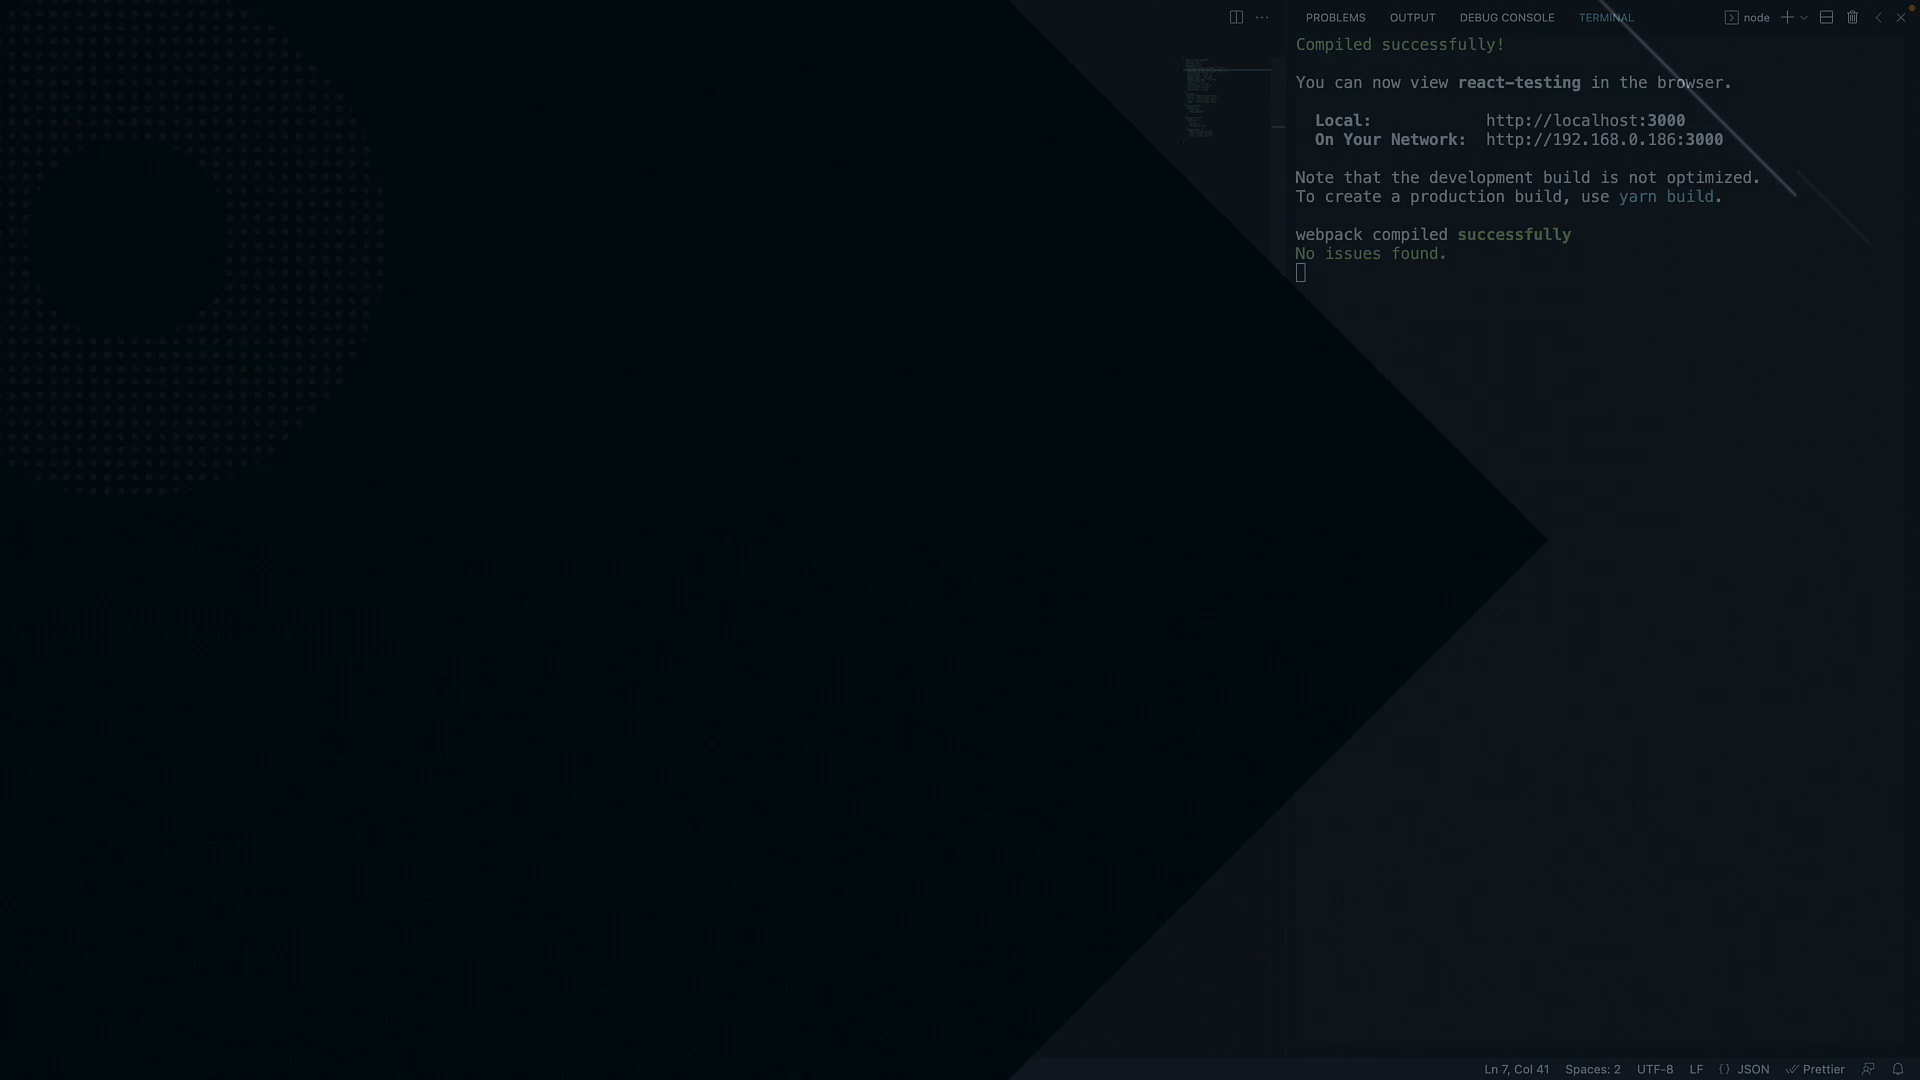 PROBLEMS OUTPUT DEBUG CONSOLE TERMINAL node
Compiled successfully!
You can now view react-testing in the browser.
Local: http://localhost:3000
On Your Network: http://192.168.0.186:3000
Note that the development build is not optimized.
To create a production build, use yarn build.
webpack compiled successfully
No issues found.
Ln 7, Col 41 Spaces: 2 UTF-8 LF {} JSON Prettier